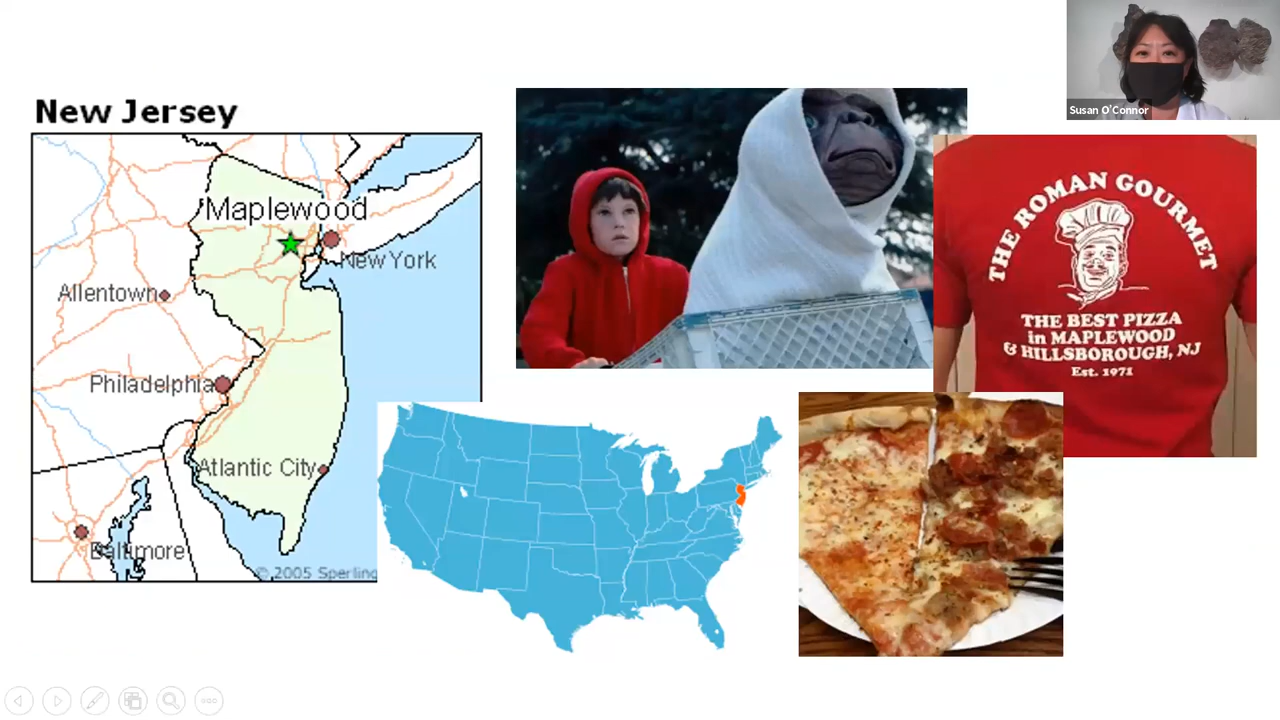 New Jersey
Maplewood
New York
Allentown
Philadelphia
Atlantic City
Baltimore
© 2005 Sperling
Susan O'Connor
THE ROMAN GOURMET
THE BEST PIZZA
in MAPLEWOOD
& HILLSBOROUGH, NJ
Est. 1971